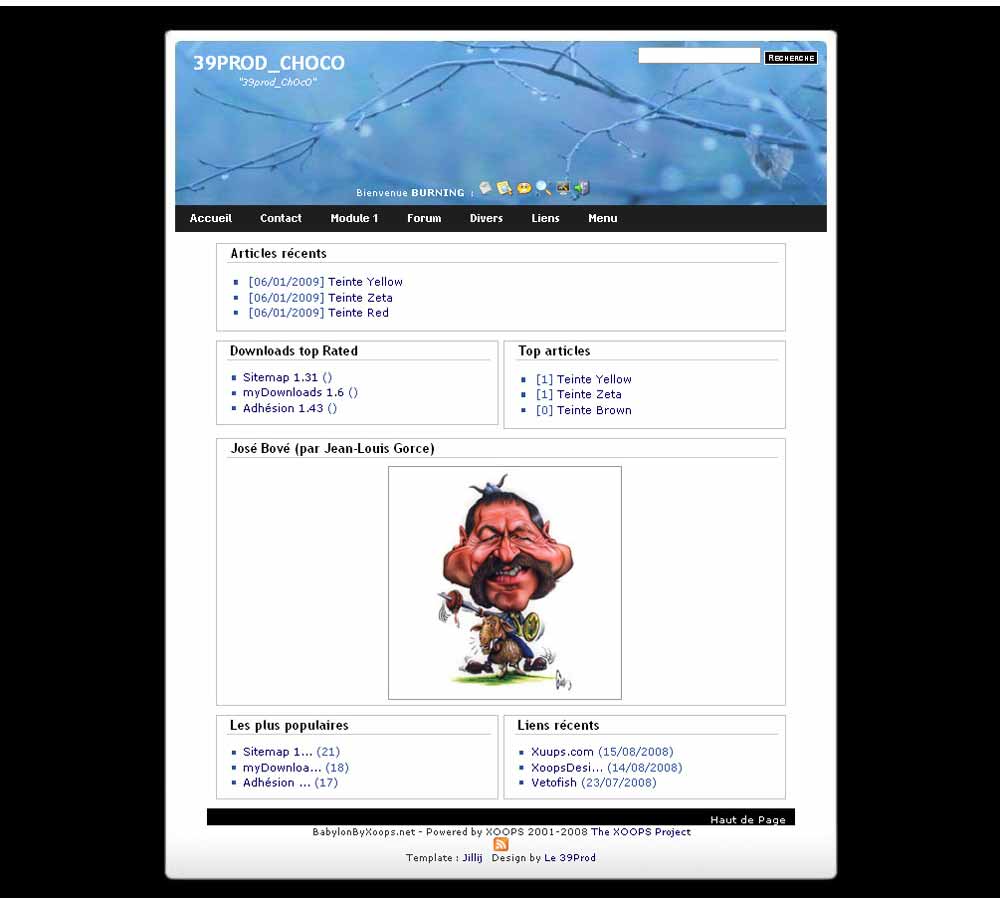 39PROD_CHOCO
"39prod_ChOcO"
Recherche
Bienvenue BURNING :
Accueil Contact Module 1 Forum Divers Liens Menu
Articles récents
[06/01/2009] Teinte Yellow
[06/01/2009] Teinte Zeta
[06/01/2009] Teinte Red
Downloads top Rated
Sitemap 1.31 ()
myDownloads 1.6 ()
Adhésion 1.43 ()
Top articles
[1] Teinte Yellow
[1] Teinte Zeta
[0] Teinte Brown
José Bové (par Jean-Louis Gorce)
Les plus populaires
Sitemap 1... (21)
myDownloa... (18)
Adhésion ... (17)
Liens récents
Xuups.com (15/08/2008)
XoopsDesi... (14/08/2008)
Vetofish (23/07/2008)
Haut de Page
BabylonByXoops.net - Powered by XOOPS 2001-2008 The XOOPS Project
Template : Jillij Design by Le 39Prod